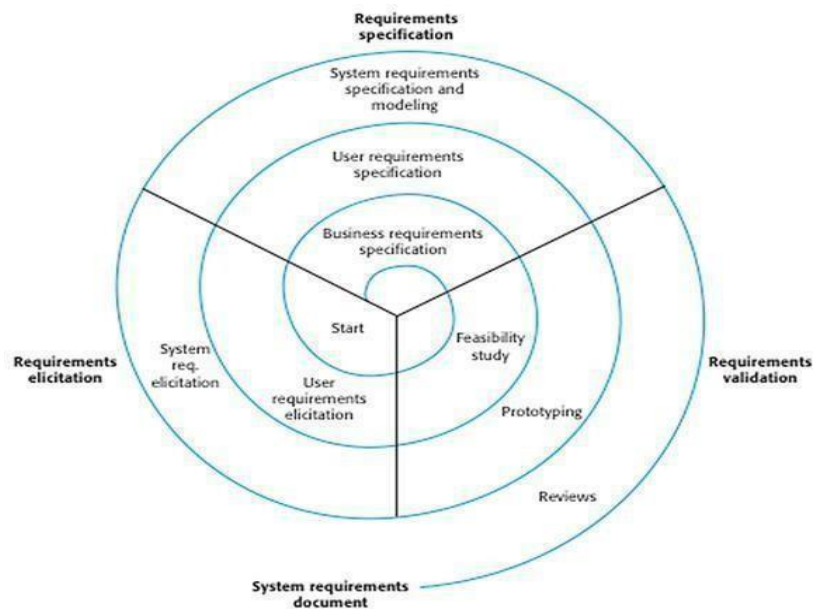 Requirements
specification
System requirements
specification and
modeling
User requirements
specification
Business requirements
specification
Start
Feasibility
study
Requirements
elicitation
System
req.
elicitation
User
requirements
elicitation
Requirements
validation
Prototyping
Reviews
System requirements
document